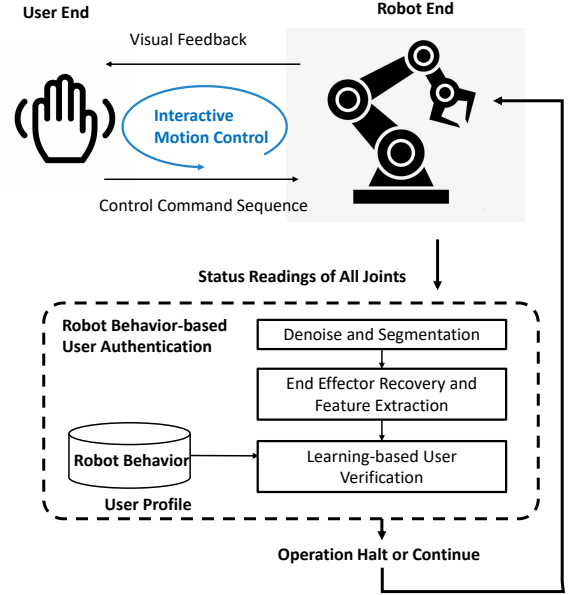 User End
Robot End
Visual Feedback
Interactive
Motion Control
Control Command Sequence
Status Readings of All Joints
Robot Behavior-based
User Authentication
Denoise and Segmentation
End Effector Recovery and
Feature Extraction
Robot Behavior
Learning-based User
Verification
User Profile
Operation Halt or Continue